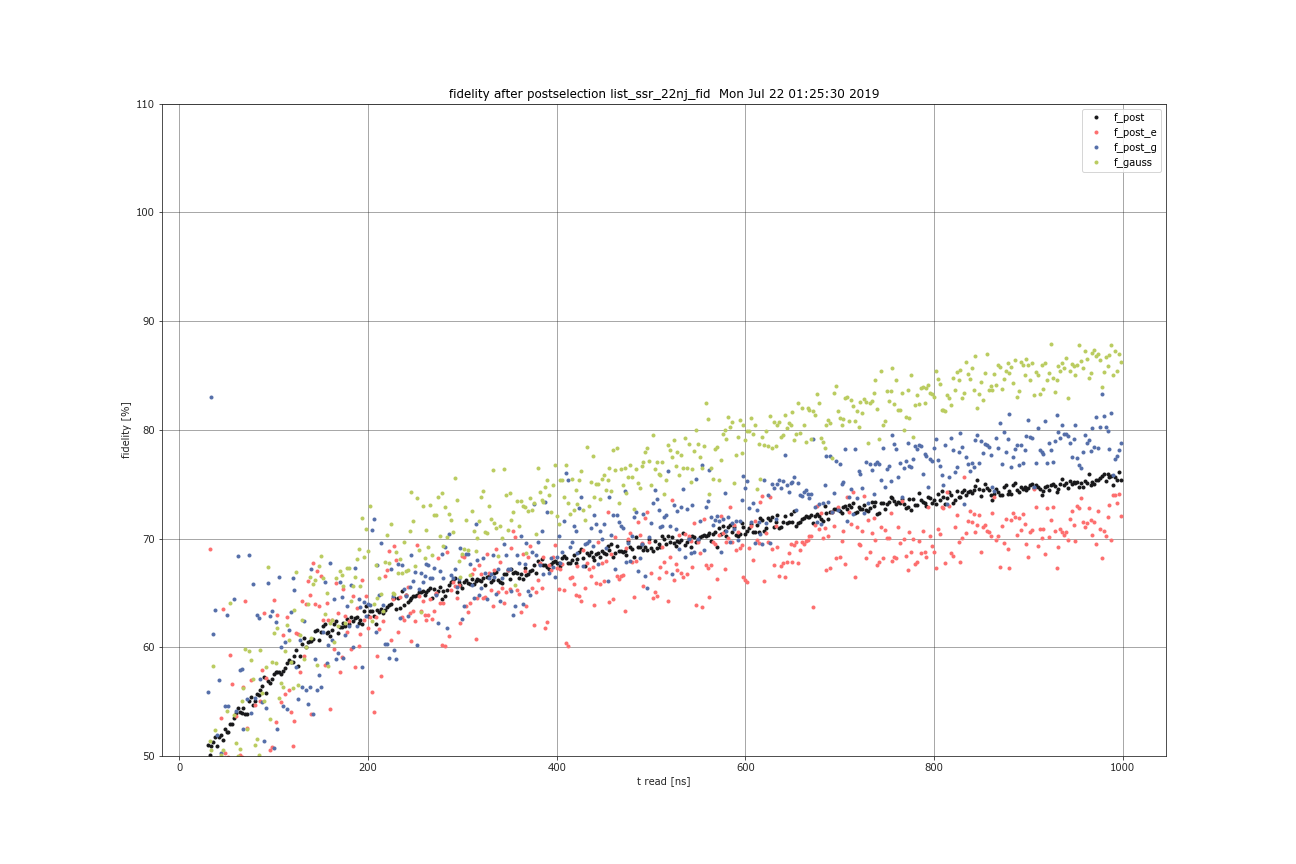 fidelity after postselection list_ssr_22nj_fid  Mon Jul 22 01:25:30 2019
110
100
90
80
70
60
50
fidelity [%]
f_post
f_post_e
f_post_g
f_gauss
0
200
400
600
800
1000
t read [ns]